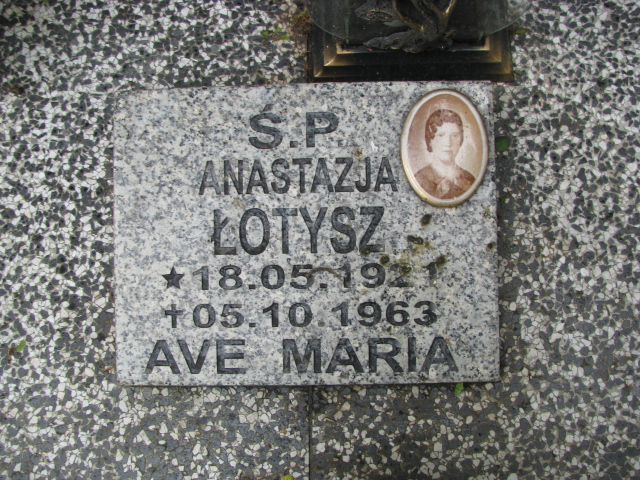 Ś.P.
ANASTAZJA
ŁOTYSZ
★18.05.1921
✝05.10.1963
AVE MARIA